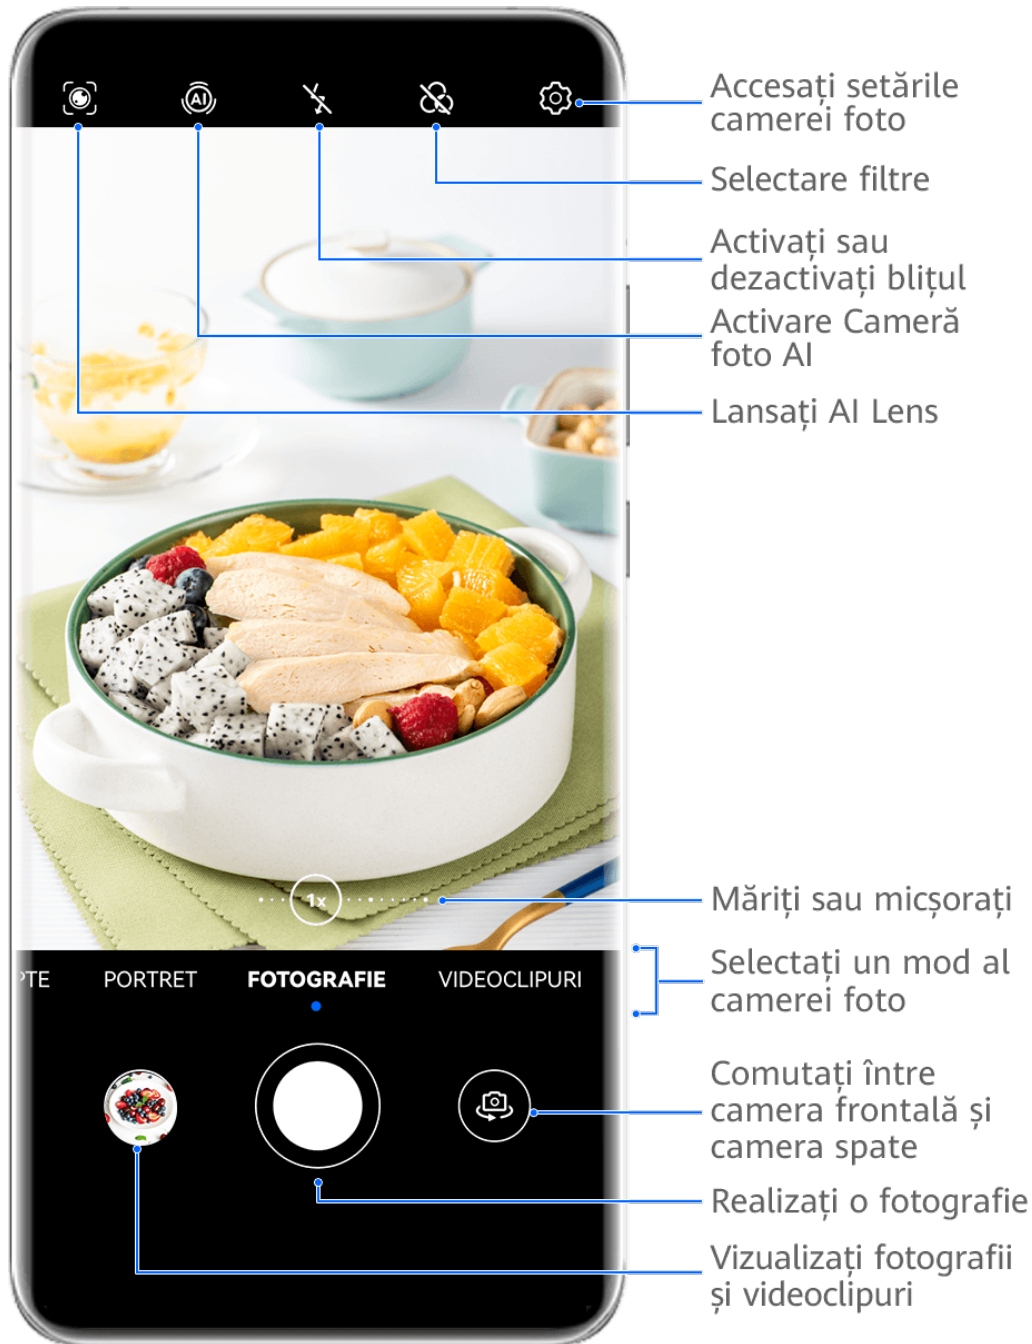 AI
Accesați setările
camerei foto
Selectare filtre
Activați sau
dezactivați blițul
Activare Cameră
foto AI
Lansați AI Lens
1x
Măriți sau micșorați
PTE
PORTRET
FOTOGRAFIE
VIDEOCLIPURI
Selectați un mod al
camerei foto
Comutați între
camera frontală și
camera spate
Realizați o fotografie
Vizualizați fotografii
și videoclipuri